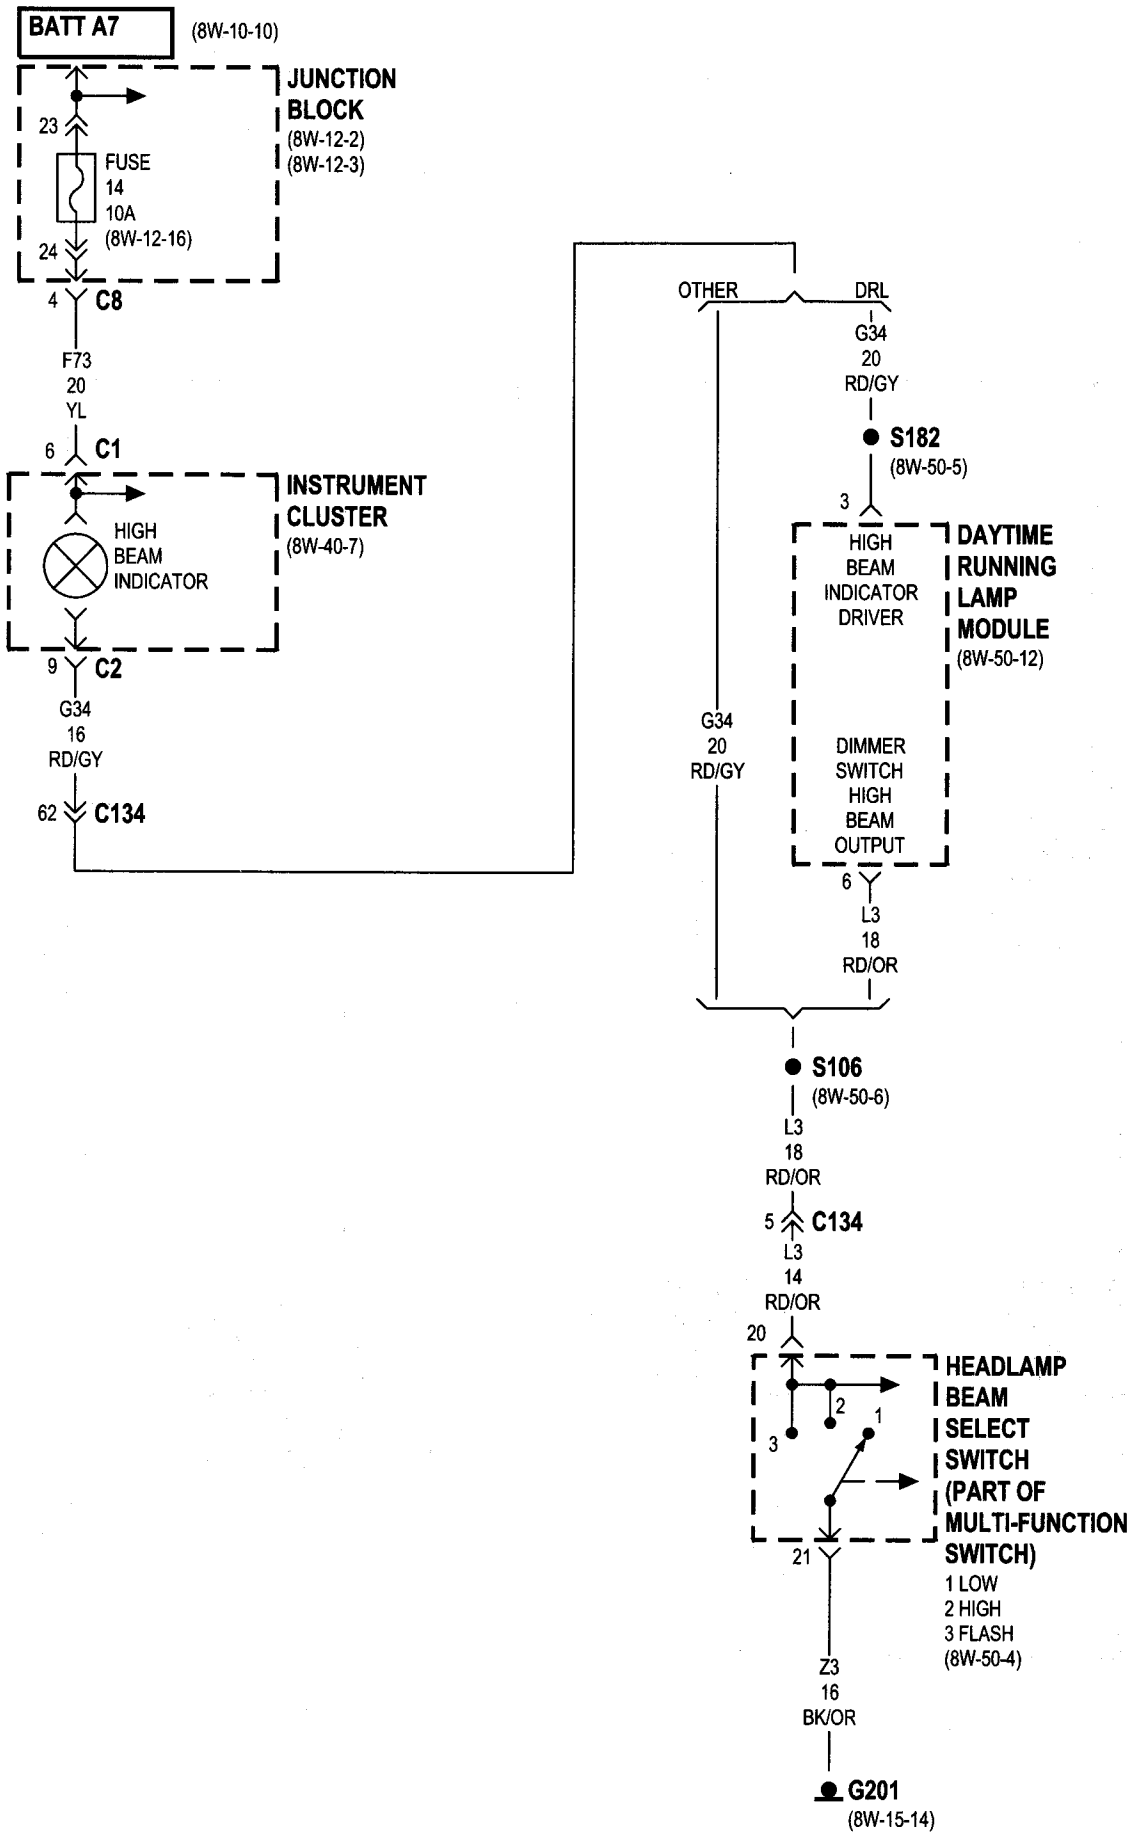 BATT A7
(8W-10-10)
JUNCTION
BLOCK
(8W-12-2)
(8W-12-3)
23
FUSE
14
10A
(8W-12-16)
24
4
C8
F73
20
YL
6
C1
INSTRUMENT
CLUSTER
(8W-40-7)
HIGH
BEAM
INDICATOR
9
C2
G34
16
RD/GY
62
C134
OTHER
DRL
G34
20
RD/GY
S182
(8W-50-5)
3
HIGH
BEAM
INDICATOR
DRIVER
DAYTIME
RUNNING
LAMP
MODULE
(8W-50-12)
G34
20
RD/GY
DIMMER
SWITCH
HIGH
BEAM
OUTPUT
6
L3
18
RD/OR
S106
(8W-50-6)
L3
18
RD/OR
5
C134
L3
14
RD/OR
20
2
1
3
HEADLAMP
BEAM
SELECT
SWITCH
(PART OF
MULTI-FUNCTION
SWITCH)
1 LOW
2 HIGH
3 FLASH
(8W-50-4)
21
Z3
16
BK/OR
G201
(8W-15-14)